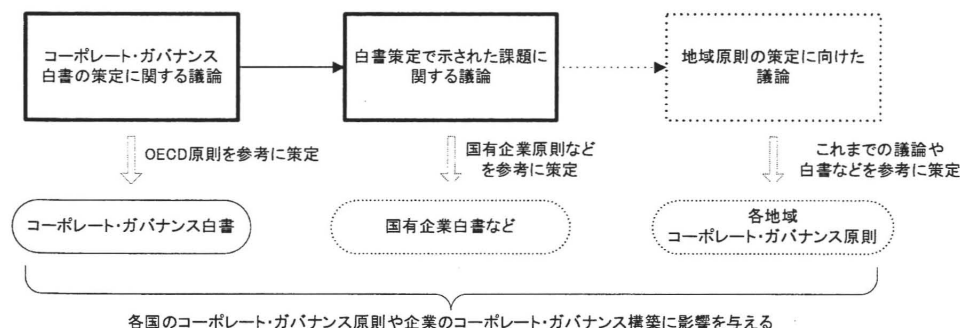 コーポレート・ガバナンス
白書の策定に関する議論
白書策定で示された課題に
関する議論
地域原則の策定に向けた
議論
OECD原則を参考に策定
国有企業原則など
を参考に策定
これまでの議論や
白書などを参考に策定
コーポレート・ガバナンス白書
国有企業白書など
各地域
コーポレート・ガバナンス原則
各国のコーポレート・ガバナンス原則や企業のコーポレート・ガバナンス構築に影響を与える